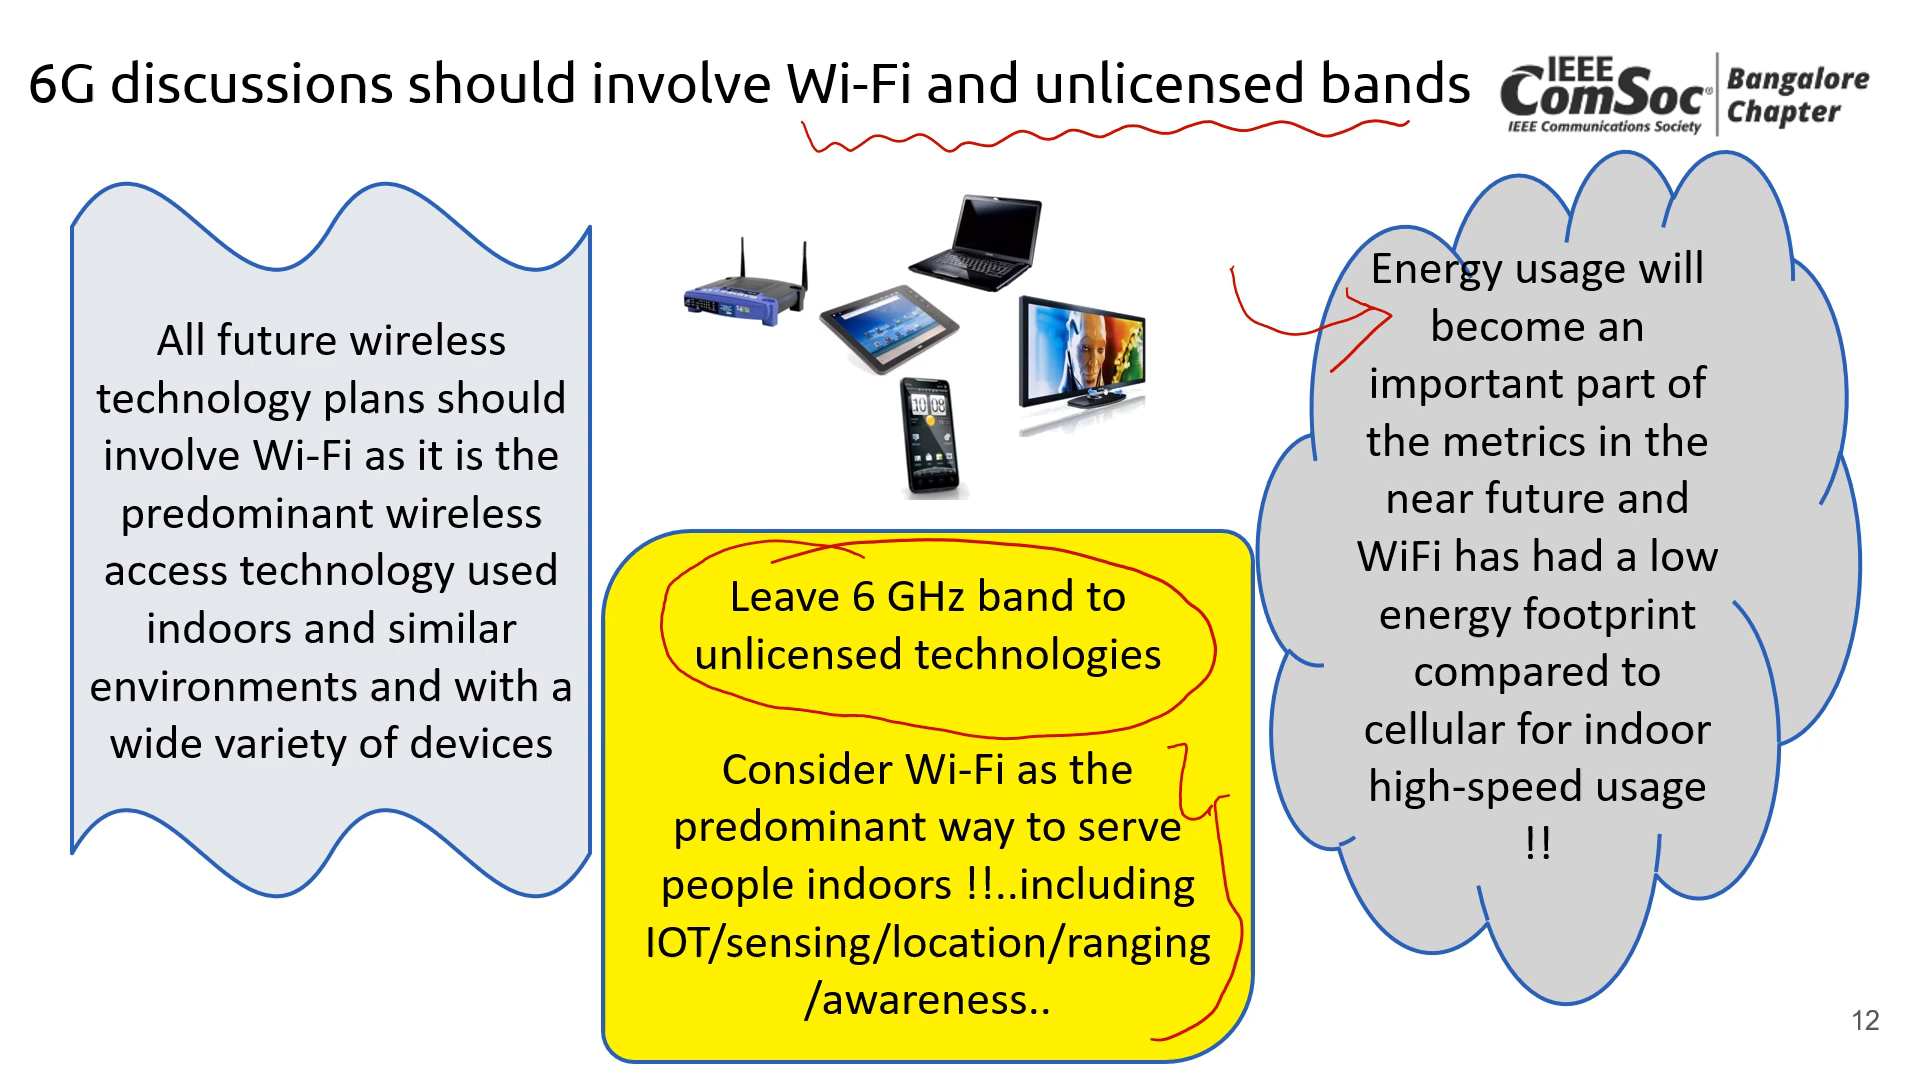 6G discussions should involve Wi-Fi and unlicensed bands
IEEE
ComSoc®
IEEE Communications Society
Bangalore
Chapter
All future wireless
technology plans should
involve Wi-Fi as it is the
predominant wireless
access technology used
indoors and similar
environments and with a
wide variety of devices
10 08
Leave 6 GHz band to
unlicensed technologies
Consider Wi-Fi as the
predominant way to serve
people indoors !!..including
IOT/sensing/location/ranging
/awareness..
Energy usage will
become an
important part of
the metrics in the
near future and
WiFi has had a low
energy footprint
compared to
cellular for indoor
high-speed usage
!!
12